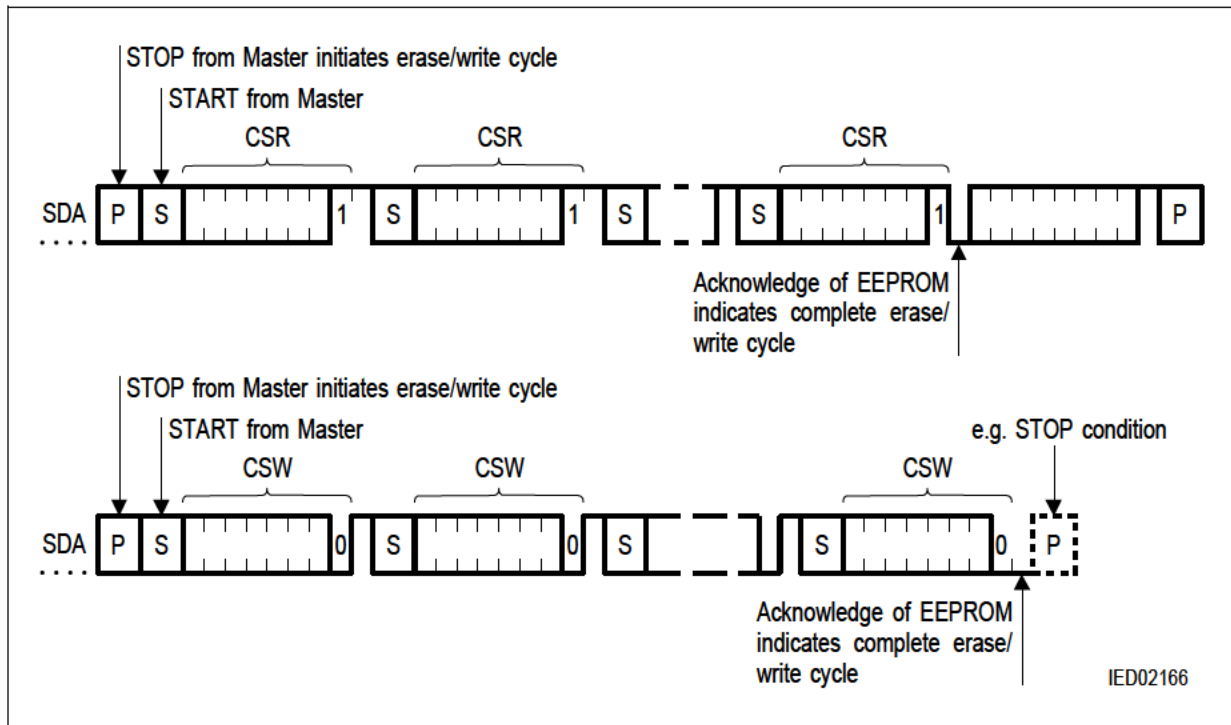 STOP from Master initiates erase/write cycle
START from Master
CSR CSR CSR
SDA P S 1 S 1 S S 1 P
....
Acknowledge of EEPROM
indicates complete erase/
write cycle
STOP from Master initiates erase/write cycle
START from Master e.g. STOP condition
CSW CSW CSW
SDA P S 0 S 0 S S 0 P
....
Acknowledge of EEPROM
indicates complete erase/
write cycle
IED02166